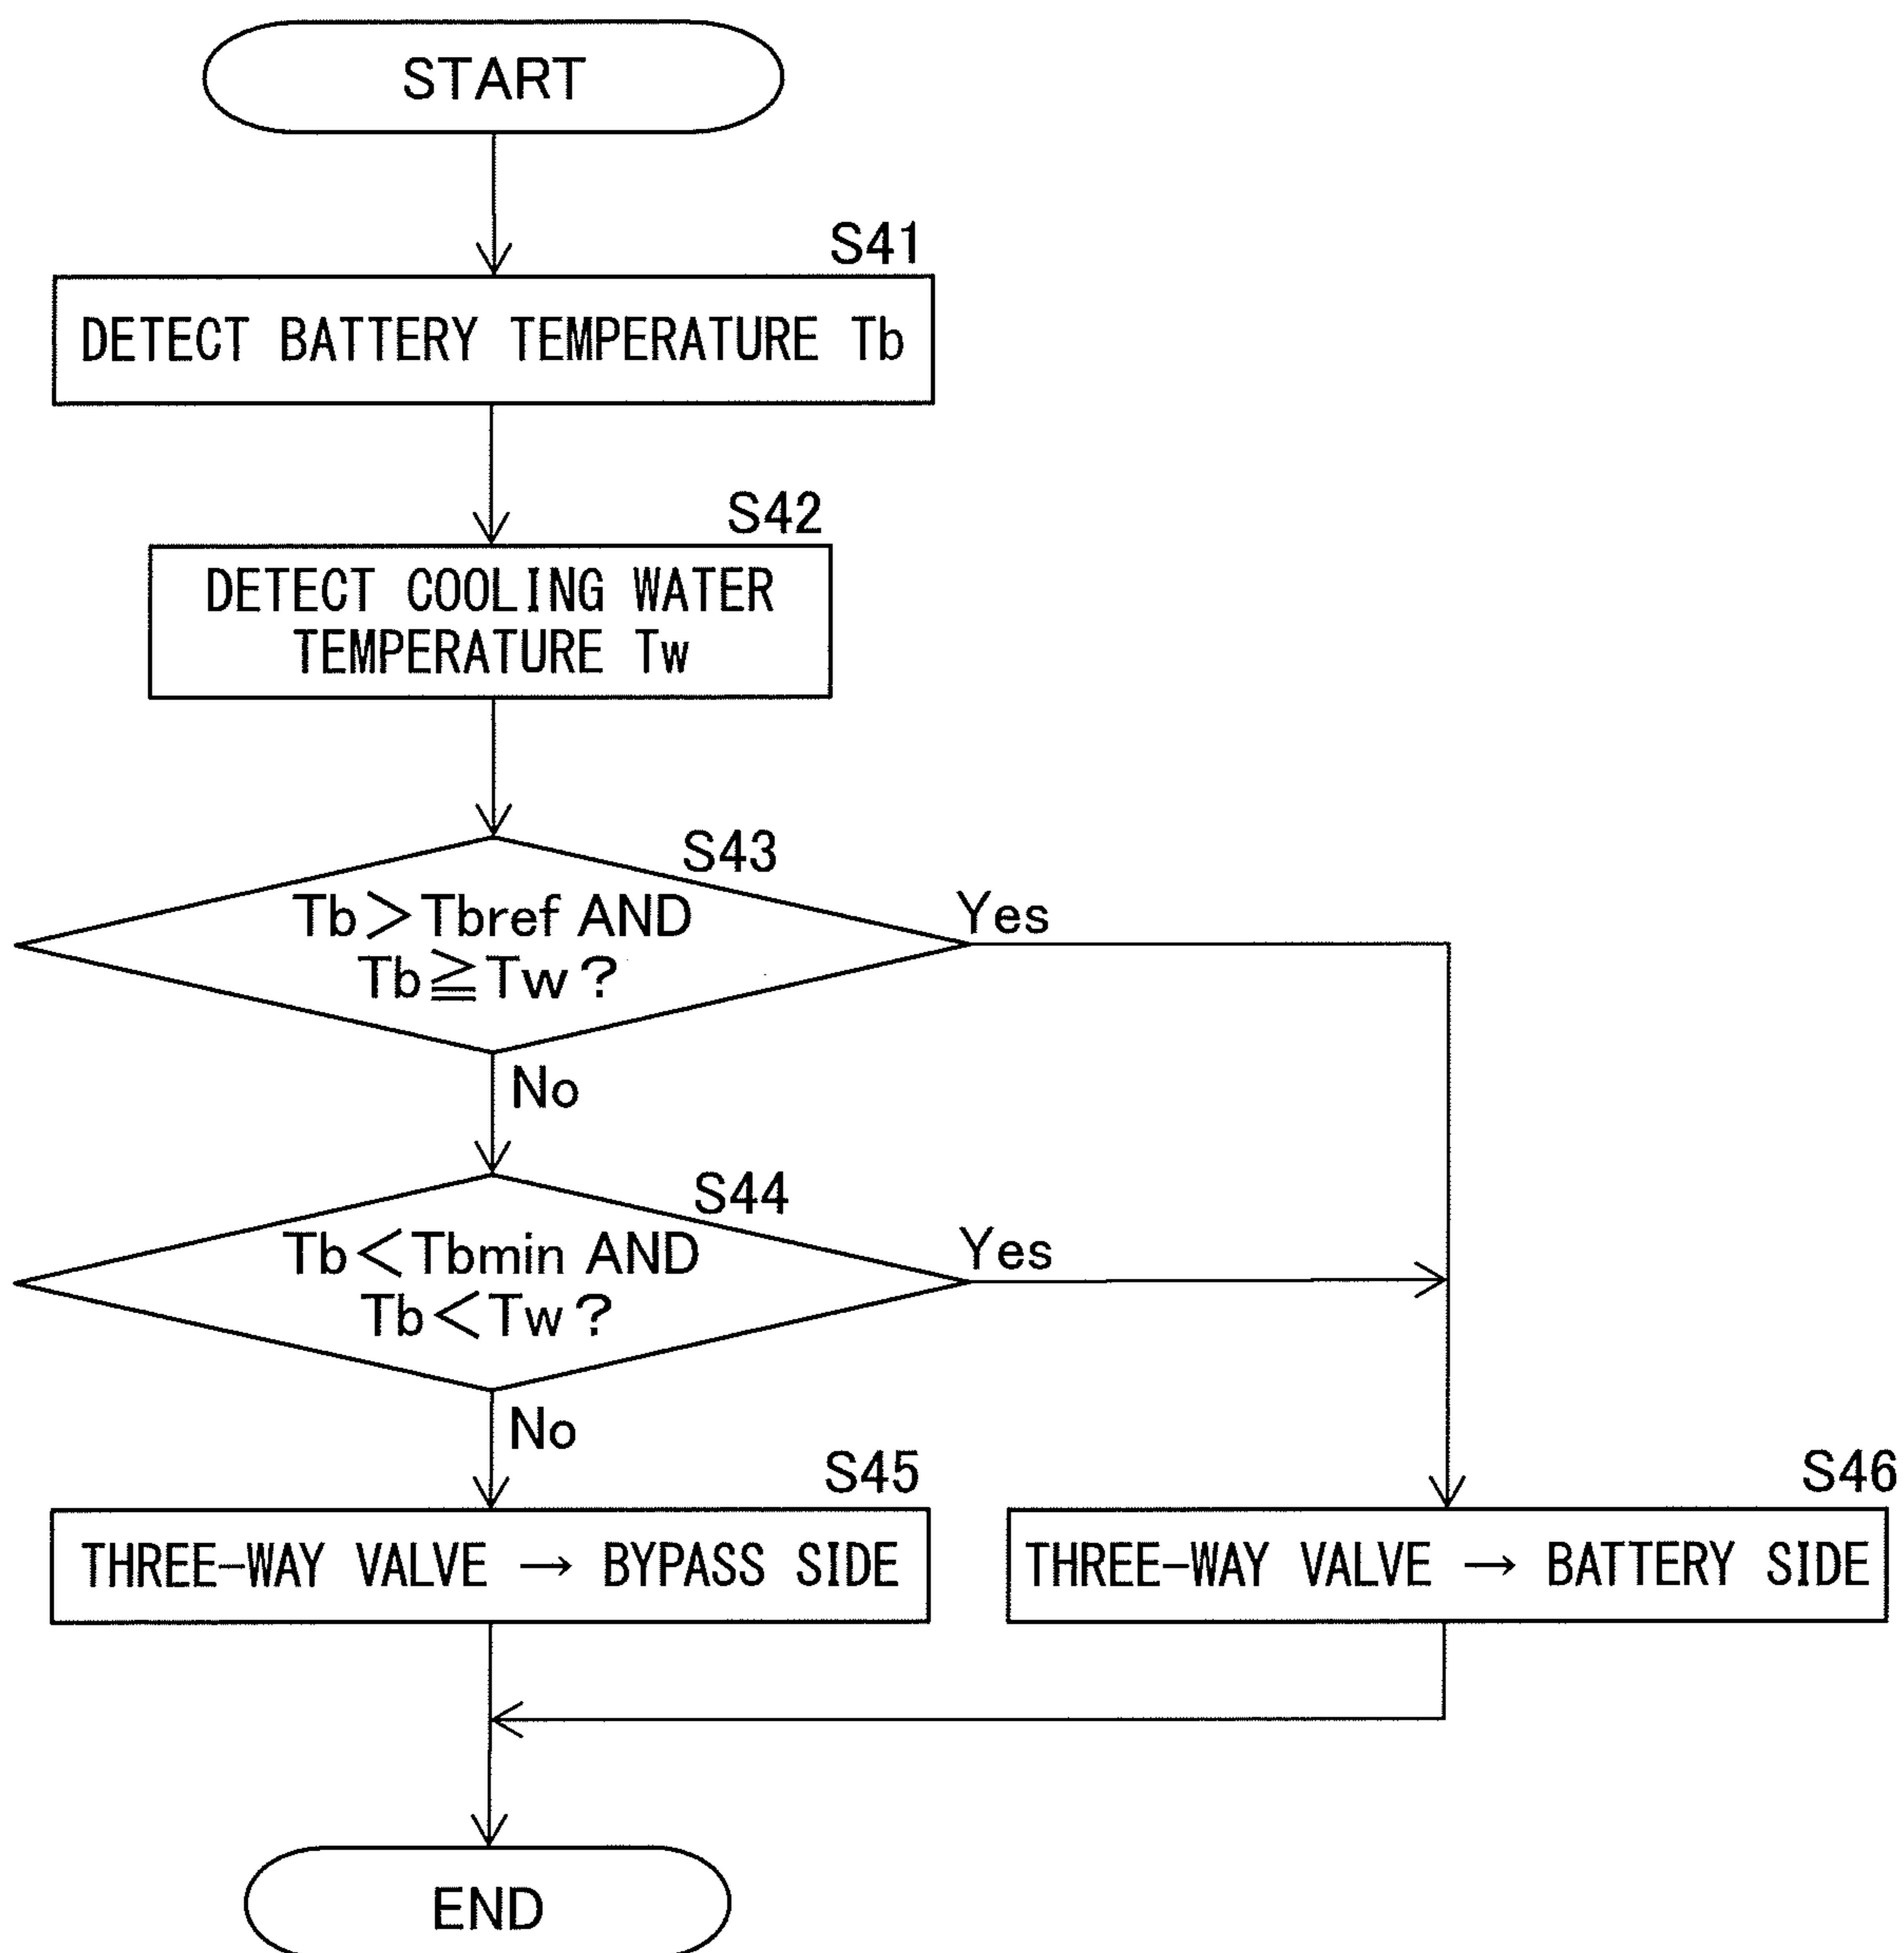 START
S41
DETECT BATTERY TEMPERATURE Tb
S42
DETECT COOLING WATER
TEMPERATURE Tw
S43
Tb>Tbref AND
Tb≧Tw?
Yes
No
S44
Tb<Tbmin AND
Tb<Tw?
Yes
No
S45
THREE-WAY VALVE → BYPASS SIDE
S46
THREE-WAY VALVE → BATTERY SIDE
END